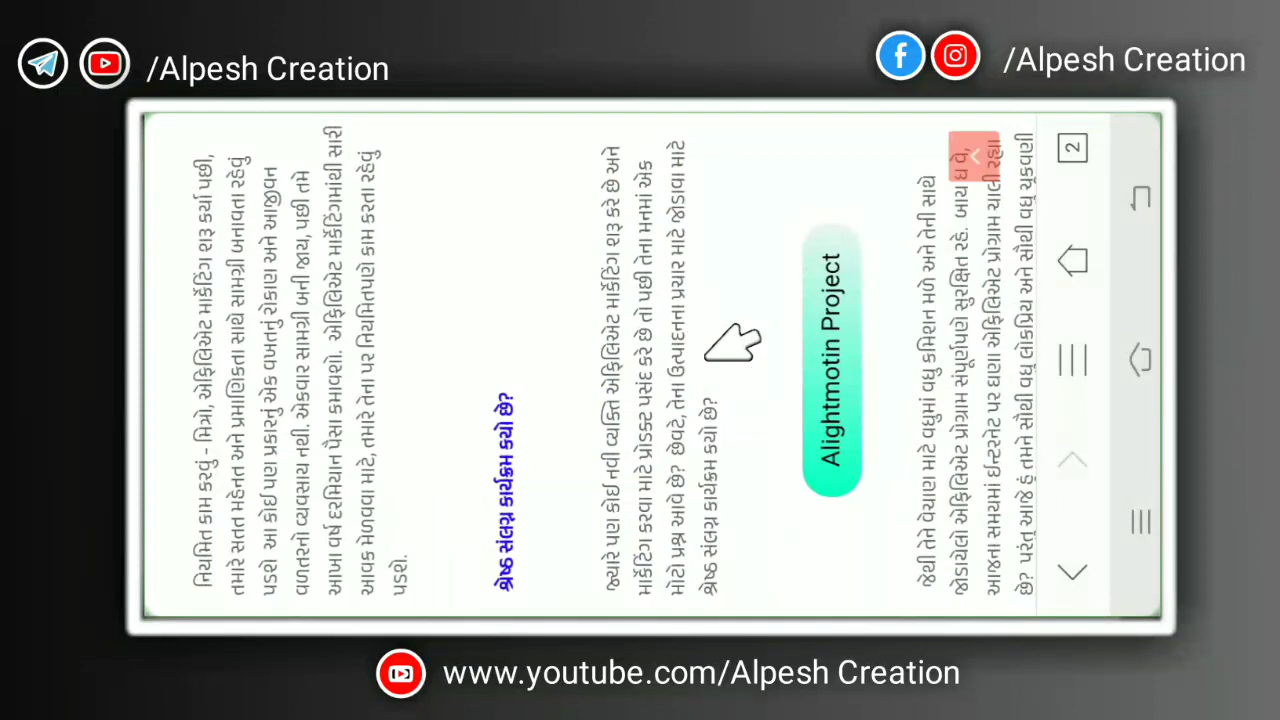 /Alpesh Creation
/Alpesh Creation
નિયમિત કામ કરવું - મિત્રો, એફિલિએટ માર્કેટિંગ શરૂ કર્યા પછી,
તમારે સતત મહેનત અને પ્રમાણિકતા સાથે સામગ્રી બનાવતા રહેવું
પડશે આ કોઈ પણ પ્રકારનું એક વખતનું રોકાણ અને આજીવન
વળતરનો વ્યવસાય નથી. એકવાર સામગ્રી બની જાય, પછી તમે
આખા વર્ષ દરમિયાન પૈસા કમાવશો. એફિલિએટ માર્કેટિંગમાંથી સારી
આવક મેળવવા માટે, તમારે તેના પર નિયમિતપણે કામ કરતા રહેવું
પડશે.
શ્રેષ્ઠ સંલગ્ન કાર્યક્રમ કયો છે?
જ્યારે પણ કોઈ નવી વ્યક્તિ એફિલિએટ માર્કેટિંગ શરૂ કરે છે અને
માર્કેટિંગ કરવા માટે પ્રોડક્ટ પસંદ કરે છે તો પછી તેના મનમાં એક
મોટો પ્રશ્ન આવે છે? છેવટે, તેના ઉત્પાદનના પ્રચાર માટે જોડાવા માટે
શ્રેષ્ઠ સંલગ્ન કાર્યક્રમ કયો છે?
Alightmotin Project
જેથી તેને વેચાણ માટે વધુમાં વધુ કમિશન મળે અને તેની સાથે
જોડાયેલો એફિલિએટ પ્રોગ્રામ સંપૂર્ણપણે સુરક્ષિત રહે.
આજના સમયમાં ઈન્ટરનેટ પર ઘણા એફિલિએટ પ્રોગ્રામ ચાલી રહ્યા
છે? પરંતુ આજે હું તમને સૌથી વધુ લોકપ્રિય અને સૌથી વધુ ચૂકવણી
2
www.youtube.com/Alpesh Creation